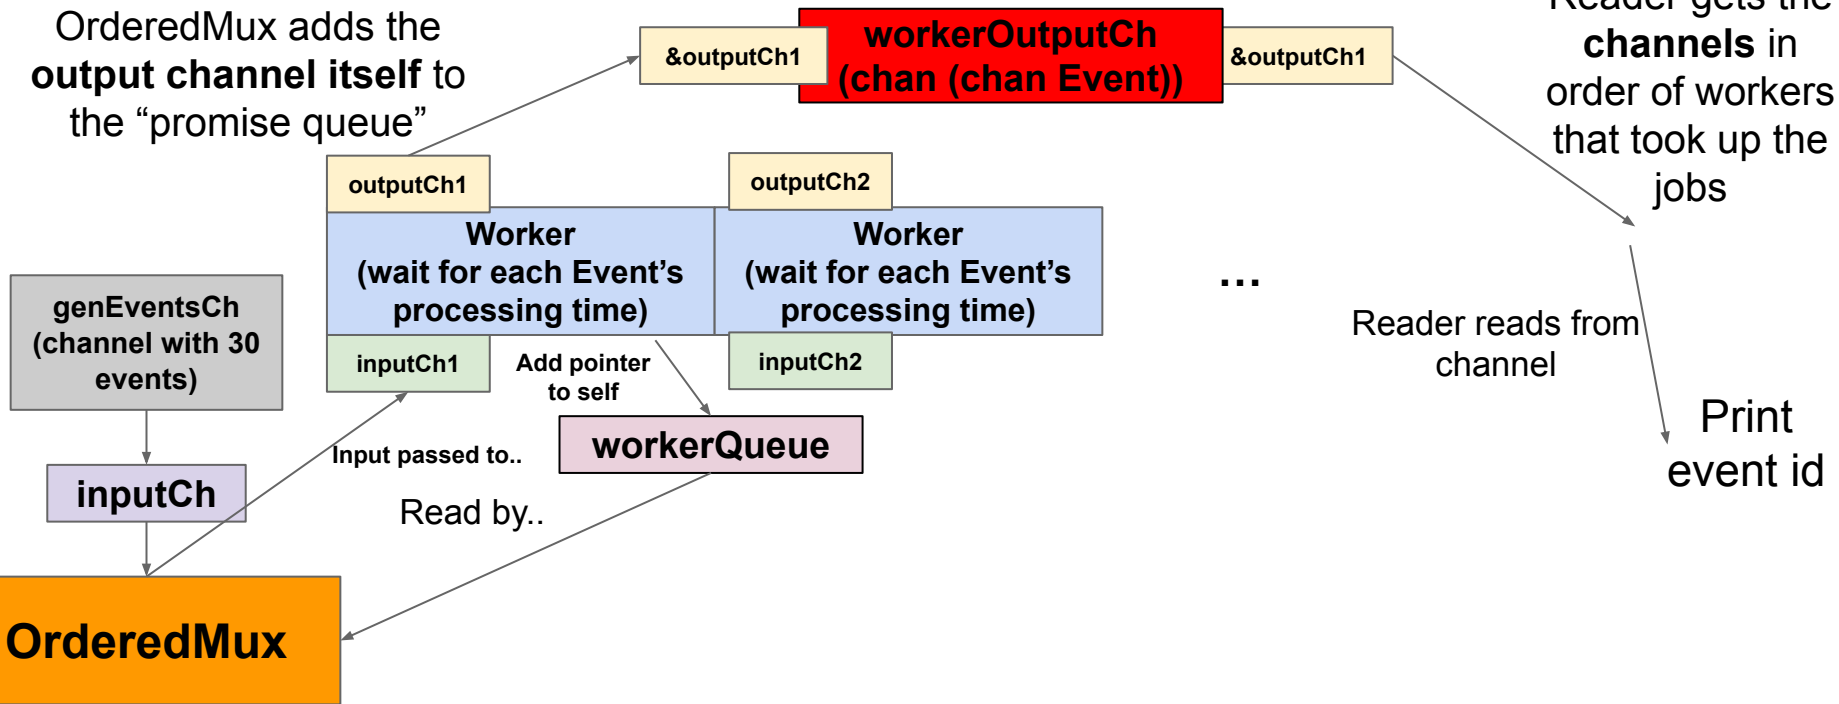 OrderedMux adds the
output channel itself to
the “promise queue”
&outputCh1
workerOutputCh
(chan (chan Event))
&outputCh1
Reader gets the
channels in
order of workers
that took up the
jobs
outputCh1
outputCh2
Worker
(wait for each Event’s
processing time)
Worker
(wait for each Event’s
processing time)
...
genEventsCh
(channel with 30
events)
inputCh1
Add pointer
to self
inputCh2
Reader reads from
channel
Print
event id
workerQueue
Input passed to..
inputCh
Read by..
OrderedMux